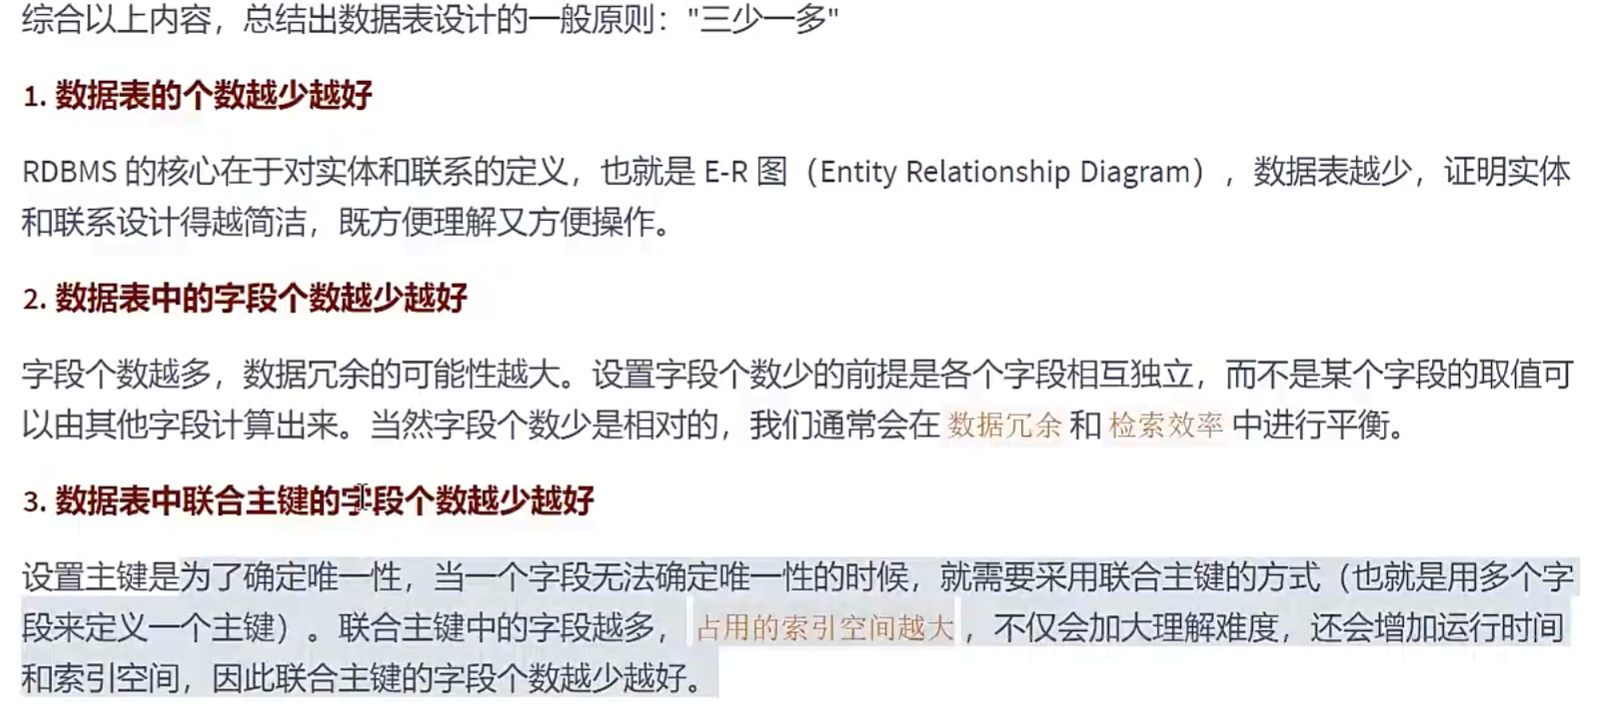 综合以上内容，总结出数据表设计的一般原则："三少一多"
1. 数据表的个数越少越好
RDBMS 的核心在于对实体和联系的定义，也就是 E-R 图（Entity Relationship Diagram），数据表越少，证明实体
和联系设计得越简洁，既方便理解又方便操作。
2. 数据表中的字段个数越少越好
字段个数越多，数据冗余的可能性越大。设置字段个数少的前提是各个字段相互独立，而不是某个字段的取值可
以由其他字段计算出来。当然字段个数少是相对的，我们通常会在 数据冗余 和 检索效率 中进行平衡。
3. 数据表中联合主键的字段个数越少越好
设置主键是为了确定唯一性，当一个字段无法确定唯一性的时候，就需要采用联合主键的方式（也就是用多个字
段来定义一个主键）。联合主键中的字段越多， 占用的索引空间越大 ，不仅会加大理解难度，还会增加运行时间
和索引空间，因此联合主键的字段个数越少越好。